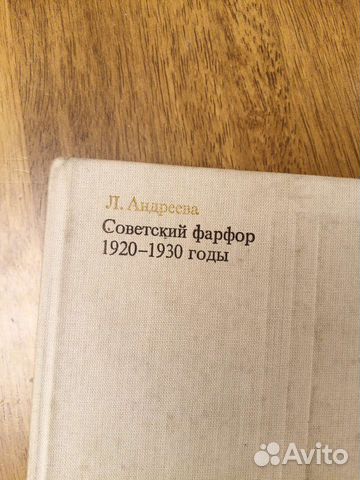 Л. Андреева
Советский фарфор
1920–1930 годы
Avito